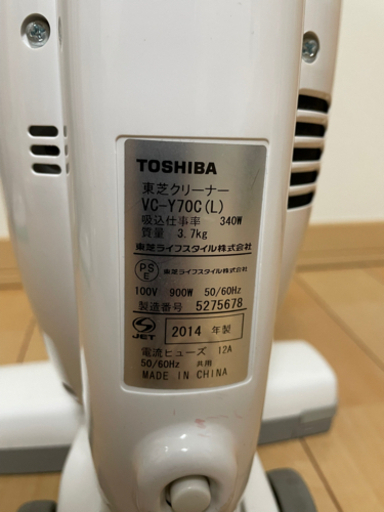 TOSHIBA
東芝クリーナー
VC-Y70C(L)
吸込仕事率 340W
質量 3.7kg
東芝ライフスタイル株式会社
PS
E 東芝ライフスタイル株式会社
100V 900W 50/60Hz
製造番号 5275678
JET 2014 年製
電流ヒューズ 12A
50/60Hz 共用
MADE IN CHINA